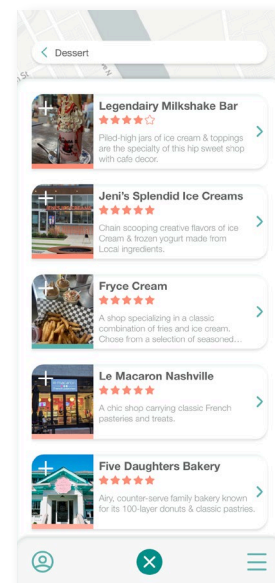 Dessert
Legendairy Milkshake Bar
Piled-high jars of ice cream & toppings
are the specialty of this hip sweet shop
with cafe decor.
Jeni's Splendid Ice Creams
Chain scooping creative flavors of ice
Cream & frozen yogurt made from
Local ingredients.
Fryce Cream
A shop specializing in a classic
combination of fries and ice cream.
Chose from a selection of seasoned...
Le Macaron Nashville
A chic shop carrying classic French
pasteries and treats.
Five Daughters Bakery
Airy, counter-serve family bakery known
for its 100-layer donuts & classic pastries.